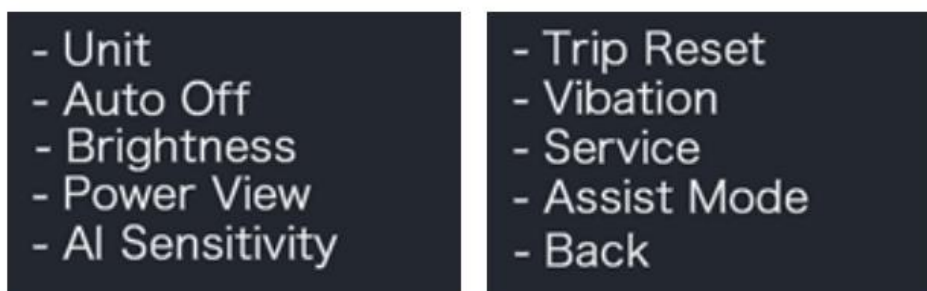 - Unit
- Auto Off
- Brightness
- Power View
- AI Sensitivity
- Trip Reset
- Vibation
- Service
- Assist Mode
- Back